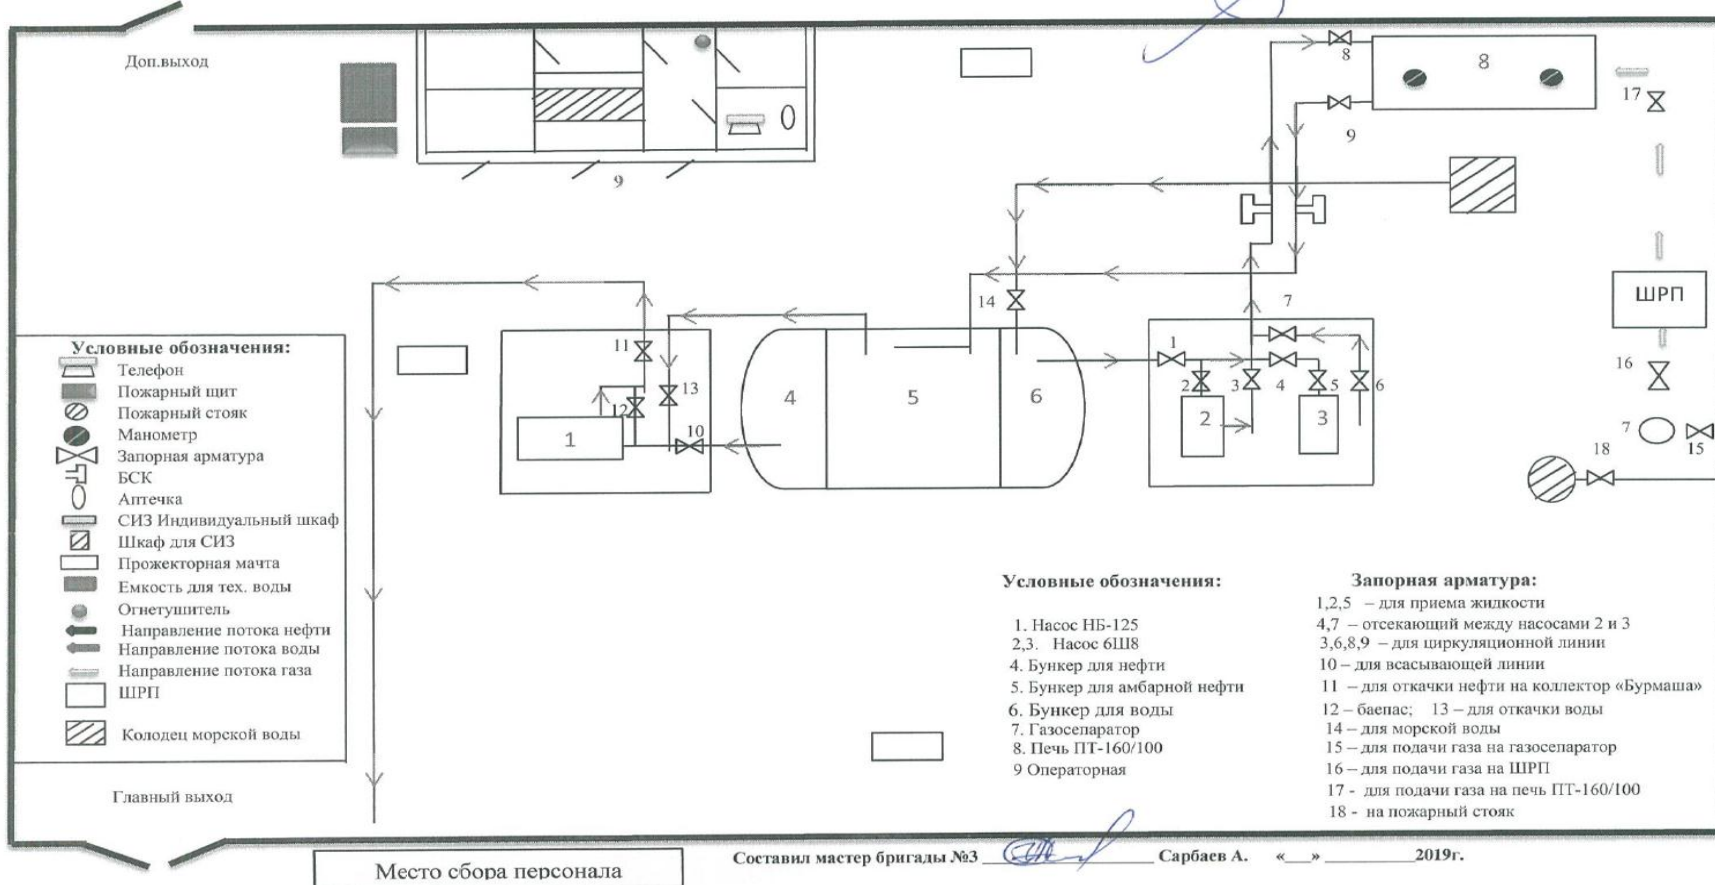 Доп.выход
8
8
17
9
9
7
14
ШРП
Условные обозначения:
Телефон
Пожарный щит
Пожарный стояк
Манометр
Запорная арматура
БСК
Аптечка
СИЗ Индивидуальный шкаф
Шкаф для СИЗ
Прожекторная мачта
Емкость для тех. воды
Огнетушитель
Направление потока нефти
Направление потока воды
Направление потока газа
ШРП
Колодец морской воды
11
13
12
10
1
4
5
6
1
2
3
4
5
6
2
3
16
7
15
18
Условные обозначения:
1. Насос НБ-125
2,3. Насос 6Ш8
4. Бункер для нефти
5. Бункер для амбарной нефти
6. Бункер для воды
7. Газосепаратор
8. Печь ПТ-160/100
9 Операторная
Запорная арматура:
1,2,5 – для приема жидкости
4,7 – отсекающий между насосами 2 и 3
3,6,8,9 – для циркуляционной линии
10 – для всасывающей линии
11 – для откачки нефти на коллектор «Бурмаша»
12 – баепас; 13 – для откачки воды
14 – для морской воды
15 – для подачи газа на газосепаратор
16 – для подачи газа на ШРП
17 - для подачи газа на печь ПТ-160/100
18 - на пожарный стояк
Главный выход
Место сбора персонала
Составил мастер бригады №3 ____________ Сарбаев А. «___» __________2019г.